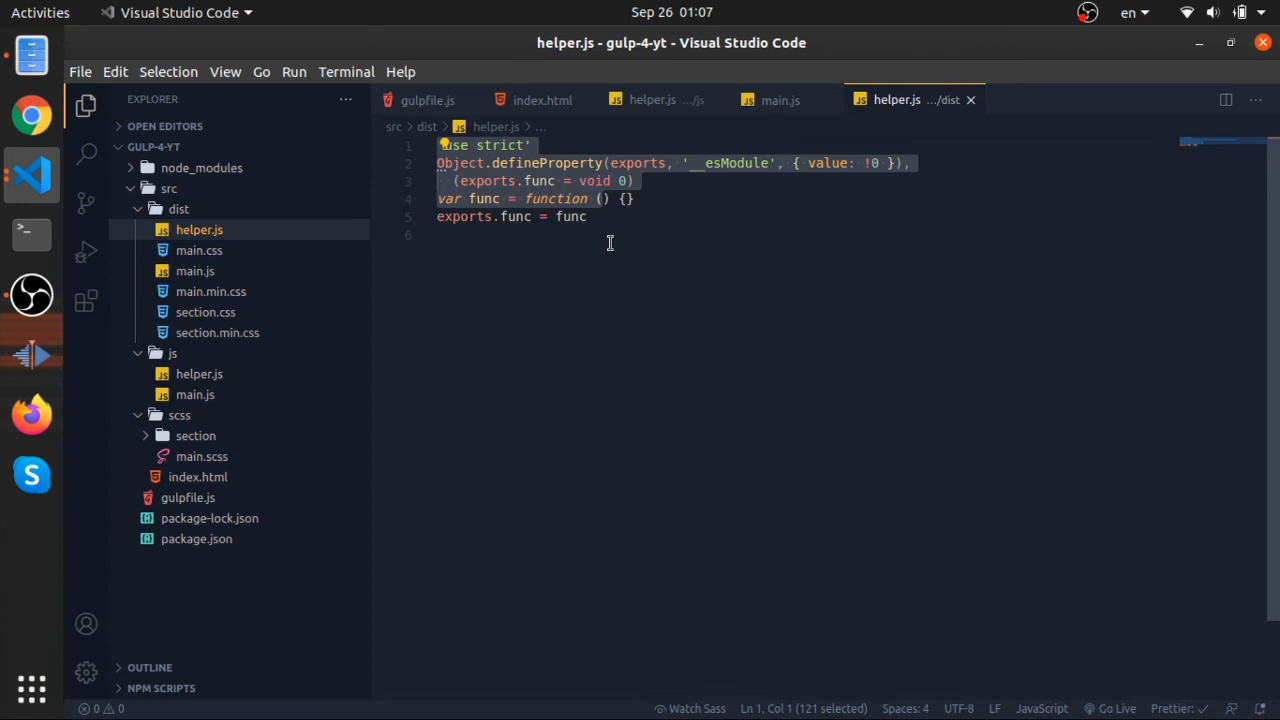 Activities
Visual Studio Code
Sep 26 01:07
en
helper.js - gulp-4-yt - Visual Studio Code
File Edit Selection View Go Run Terminal Help
EXPLORER
gulpfile.js
index.html
helper.js .../js
main.js
helper.js .../dist
OPEN EDITORS
src > dist > helper.js > ...
GULP-4-YT
node_modules
src
dist
helper.js
main.css
main.js
main.min.css
section.css
section.min.css
js
helper.js
main.js
scss
section
main.scss
index.html
gulpfile.js
package-lock.json
package.json
OUTLINE
NPM SCRIPTS
1 use strict'
2 Object.defineProperty(exports, '__esModule', { value: !0 }),
3 (exports.func = void 0)
4 var func = function () {}
5 exports.func = func
6
0 0
Watch Sass
Ln 1, Col 1 (121 selected)
Spaces: 4
UTF-8
LF
JavaScript
Go Live
Prettier: ✓